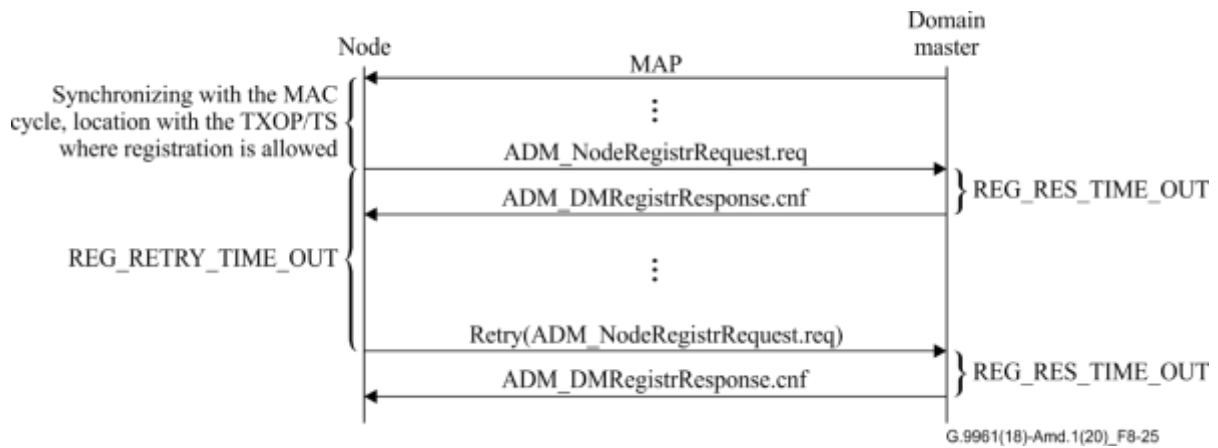 Node
Domain
master
MAP
Synchronizing with the MAC
cycle, location with the TXOP/TS
where registration is allowed
ADM_NodeRegistrRequest.req
REG_RES_TIME_OUT
ADM_DMRegistrResponse.cnf
REG_RETRY_TIME_OUT
Retry(ADM_NodeRegistrRequest.req)
REG_RES_TIME_OUT
ADM_DMRegistrResponse.cnf
G.9961(18)-Amd.1(20)_F8-25